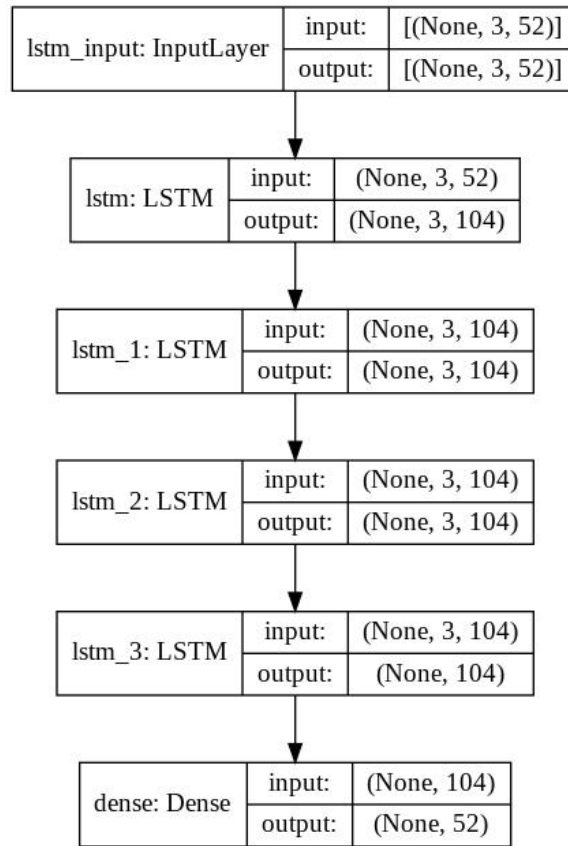 lstm_input: InputLayer
input: [(None, 3, 52)]
output: [(None, 3, 52)]
lstm: LSTM
input: (None, 3, 52)
output: (None, 3, 104)
lstm_1: LSTM
input: (None, 3, 104)
output: (None, 3, 104)
lstm_2: LSTM
input: (None, 3, 104)
output: (None, 3, 104)
lstm_3: LSTM
input: (None, 3, 104)
output: (None, 104)
dense: Dense
input: (None, 104)
output: (None, 52)